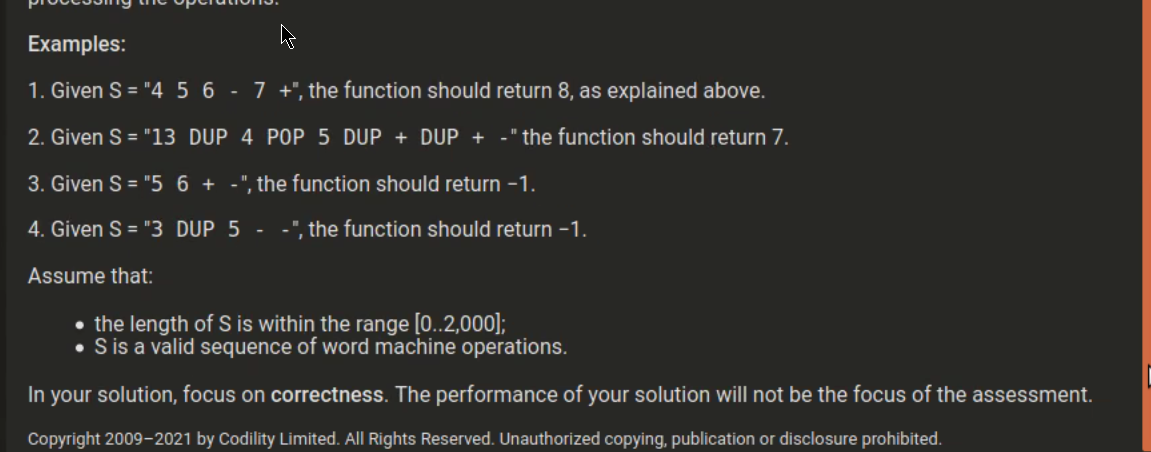 processing the operations.
Examples:
1. Given S = "4 5 6 - 7 +", the function should return 8, as explained above.
2. Given S = "13 DUP 4 POP 5 DUP + DUP + -" the function should return 7.
3. Given S = "5 6 + -", the function should return −1.
4. Given S = "3 DUP 5 - -", the function should return −1.
Assume that:
• the length of S is within the range [0..2,000];
• S is a valid sequence of word machine operations.
In your solution, focus on correctness. The performance of your solution will not be the focus of the assessment.
Copyright 2009–2021 by Codility Limited. All Rights Reserved. Unauthorized copying, publication or disclosure prohibited.